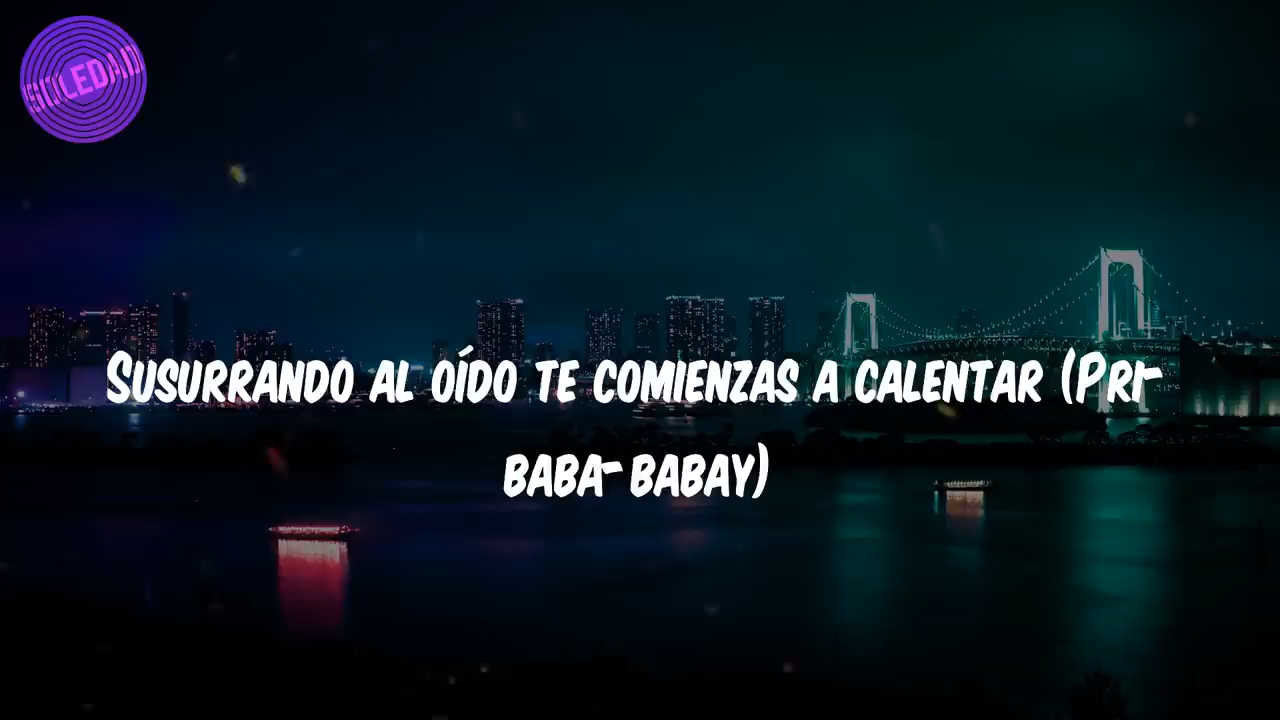 SOLEDAD
SUSURRANDO AL OÍDO TE COMIENZAS A CALENTAR (PRI-
BABA-BABAY)